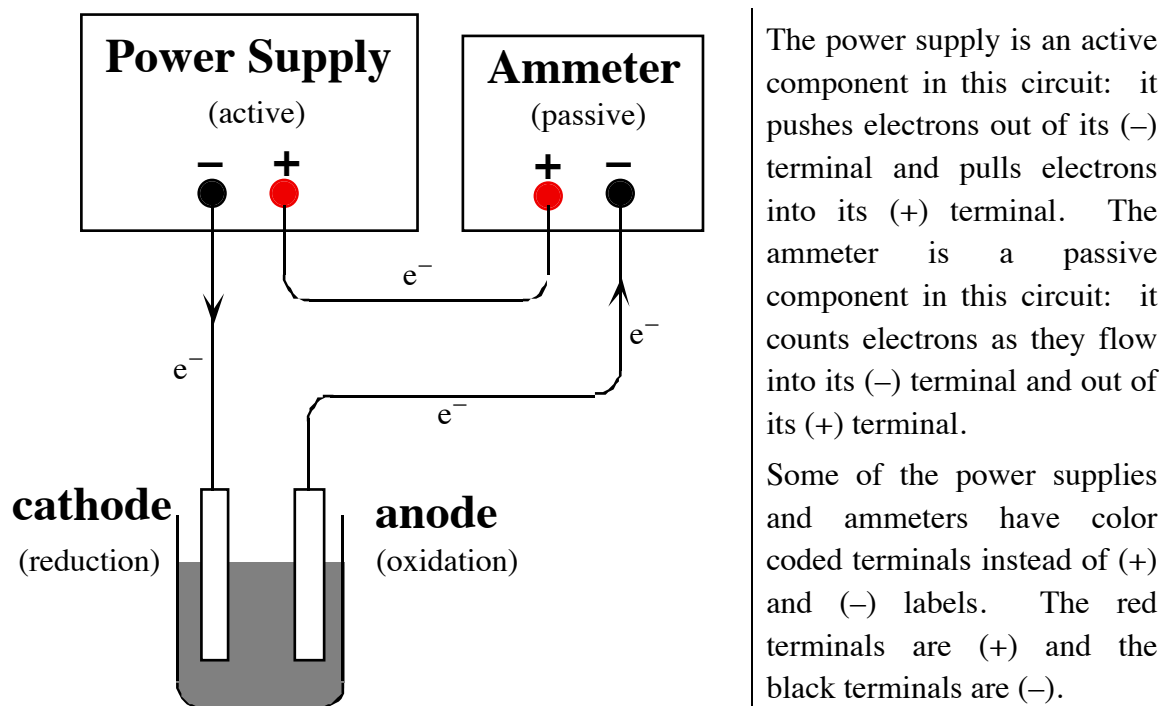 Power Supply
(active)
– +
Ammeter
(passive)
+ –
e–
e–
e–
e–
cathode
(reduction)
anode
(oxidation)
The power supply is an active
component in this circuit: it
pushes electrons out of its (–)
terminal and pulls electrons
into its (+) terminal. The
ammeter is a passive
component in this circuit: it
counts electrons as they flow
into its (–) terminal and out of
its (+) terminal.
Some of the power supplies
and ammeters have color
coded terminals instead of (+)
and (–) labels. The red
terminals are (+) and the
black terminals are (–).